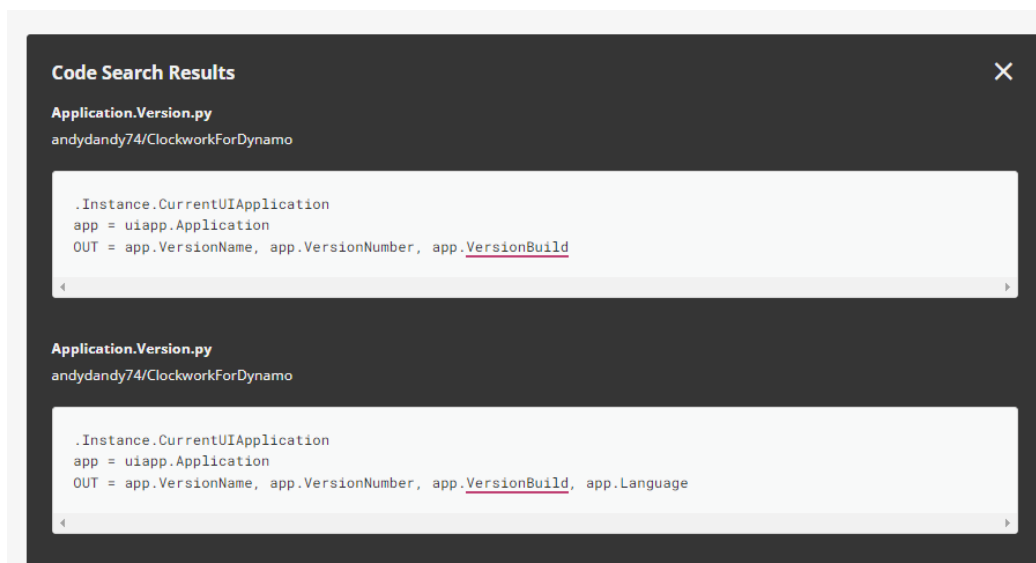 Code Search Results
Application.Version.py
andydandy74/ClockworkForDynamo
.Instance.CurrentUIApplication
app = uiapp.Application
OUT = app.VersionName, app.VersionNumber, app.VersionBuild
Application.Version.py
andydandy74/ClockworkForDynamo
.Instance.CurrentUIApplication
app = uiapp.Application
OUT = app.VersionName, app.VersionNumber, app.VersionBuild, app.Language